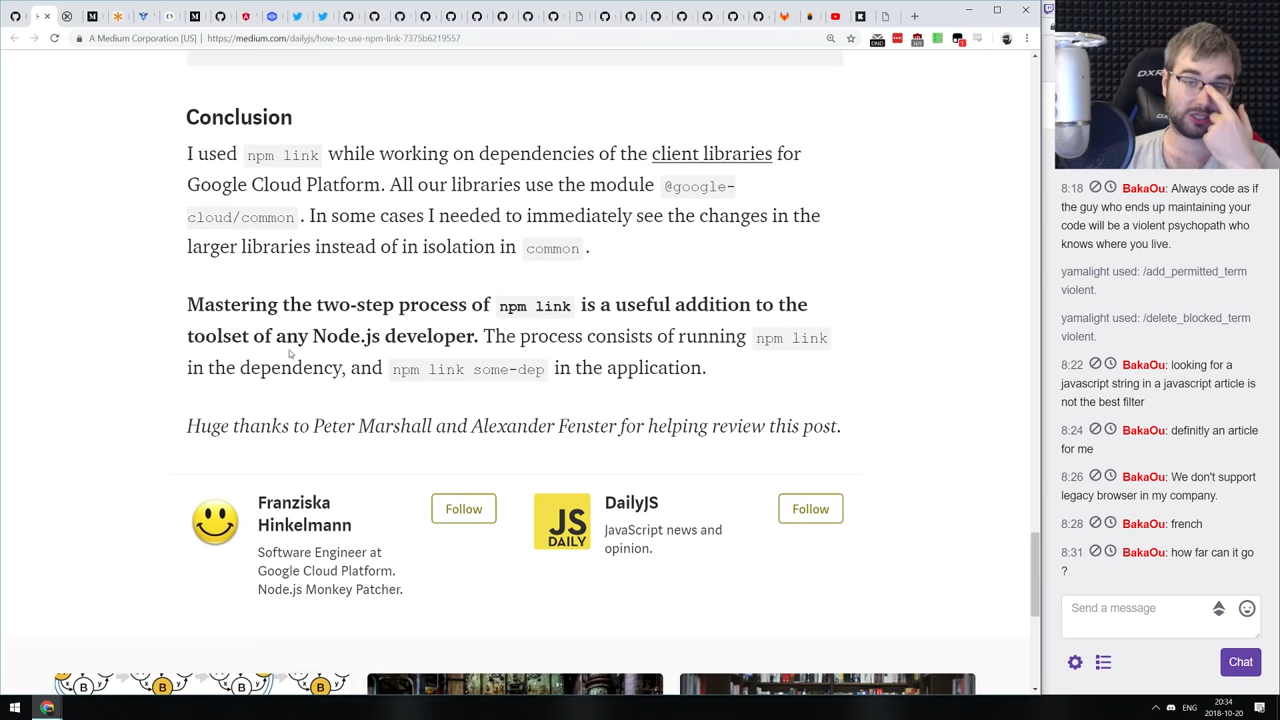 A Medium Corporation [US]
https://medium.com/dailyjs/how-to-use-npm-link-7375b6219557
DND
Conclusion
I used npm link while working on dependencies of the client libraries for
Google Cloud Platform. All our libraries use the module @google-
cloud/common . In some cases I needed to immediately see the changes in the
larger libraries instead of in isolation in common .
Mastering the two-step process of npm link is a useful addition to the
toolset of any Node.js developer. The process consists of running npm link
in the dependency, and npm link some-dep in the application.
Huge thanks to Peter Marshall and Alexander Fenster for helping review this post.
Franziska
Hinkelmann
Follow
Software Engineer at
Google Cloud Platform.
Node.js Monkey Patcher.
JS
DAILY
DailyJS
Follow
JavaScript news and
opinion.
B
B
B
B
DXR
8:18 BakaOu: Always code as if
the guy who ends up maintaining your
code will be a violent psychopath who
knows where you live.
yamalight used: /add_permitted_term
violent.
yamalight used: /delete_blocked_term
violent.
8:22 BakaOu: looking for a
javascript string in a javascript article is
not the best filter
8:24 BakaOu: definitly an article
for me
8:26 BakaOu: We don't support
legacy browser in my company.
8:28 BakaOu: french
8:31 BakaOu: how far can it go
?
Send a message
Chat
ENG
20:34
2018-10-20